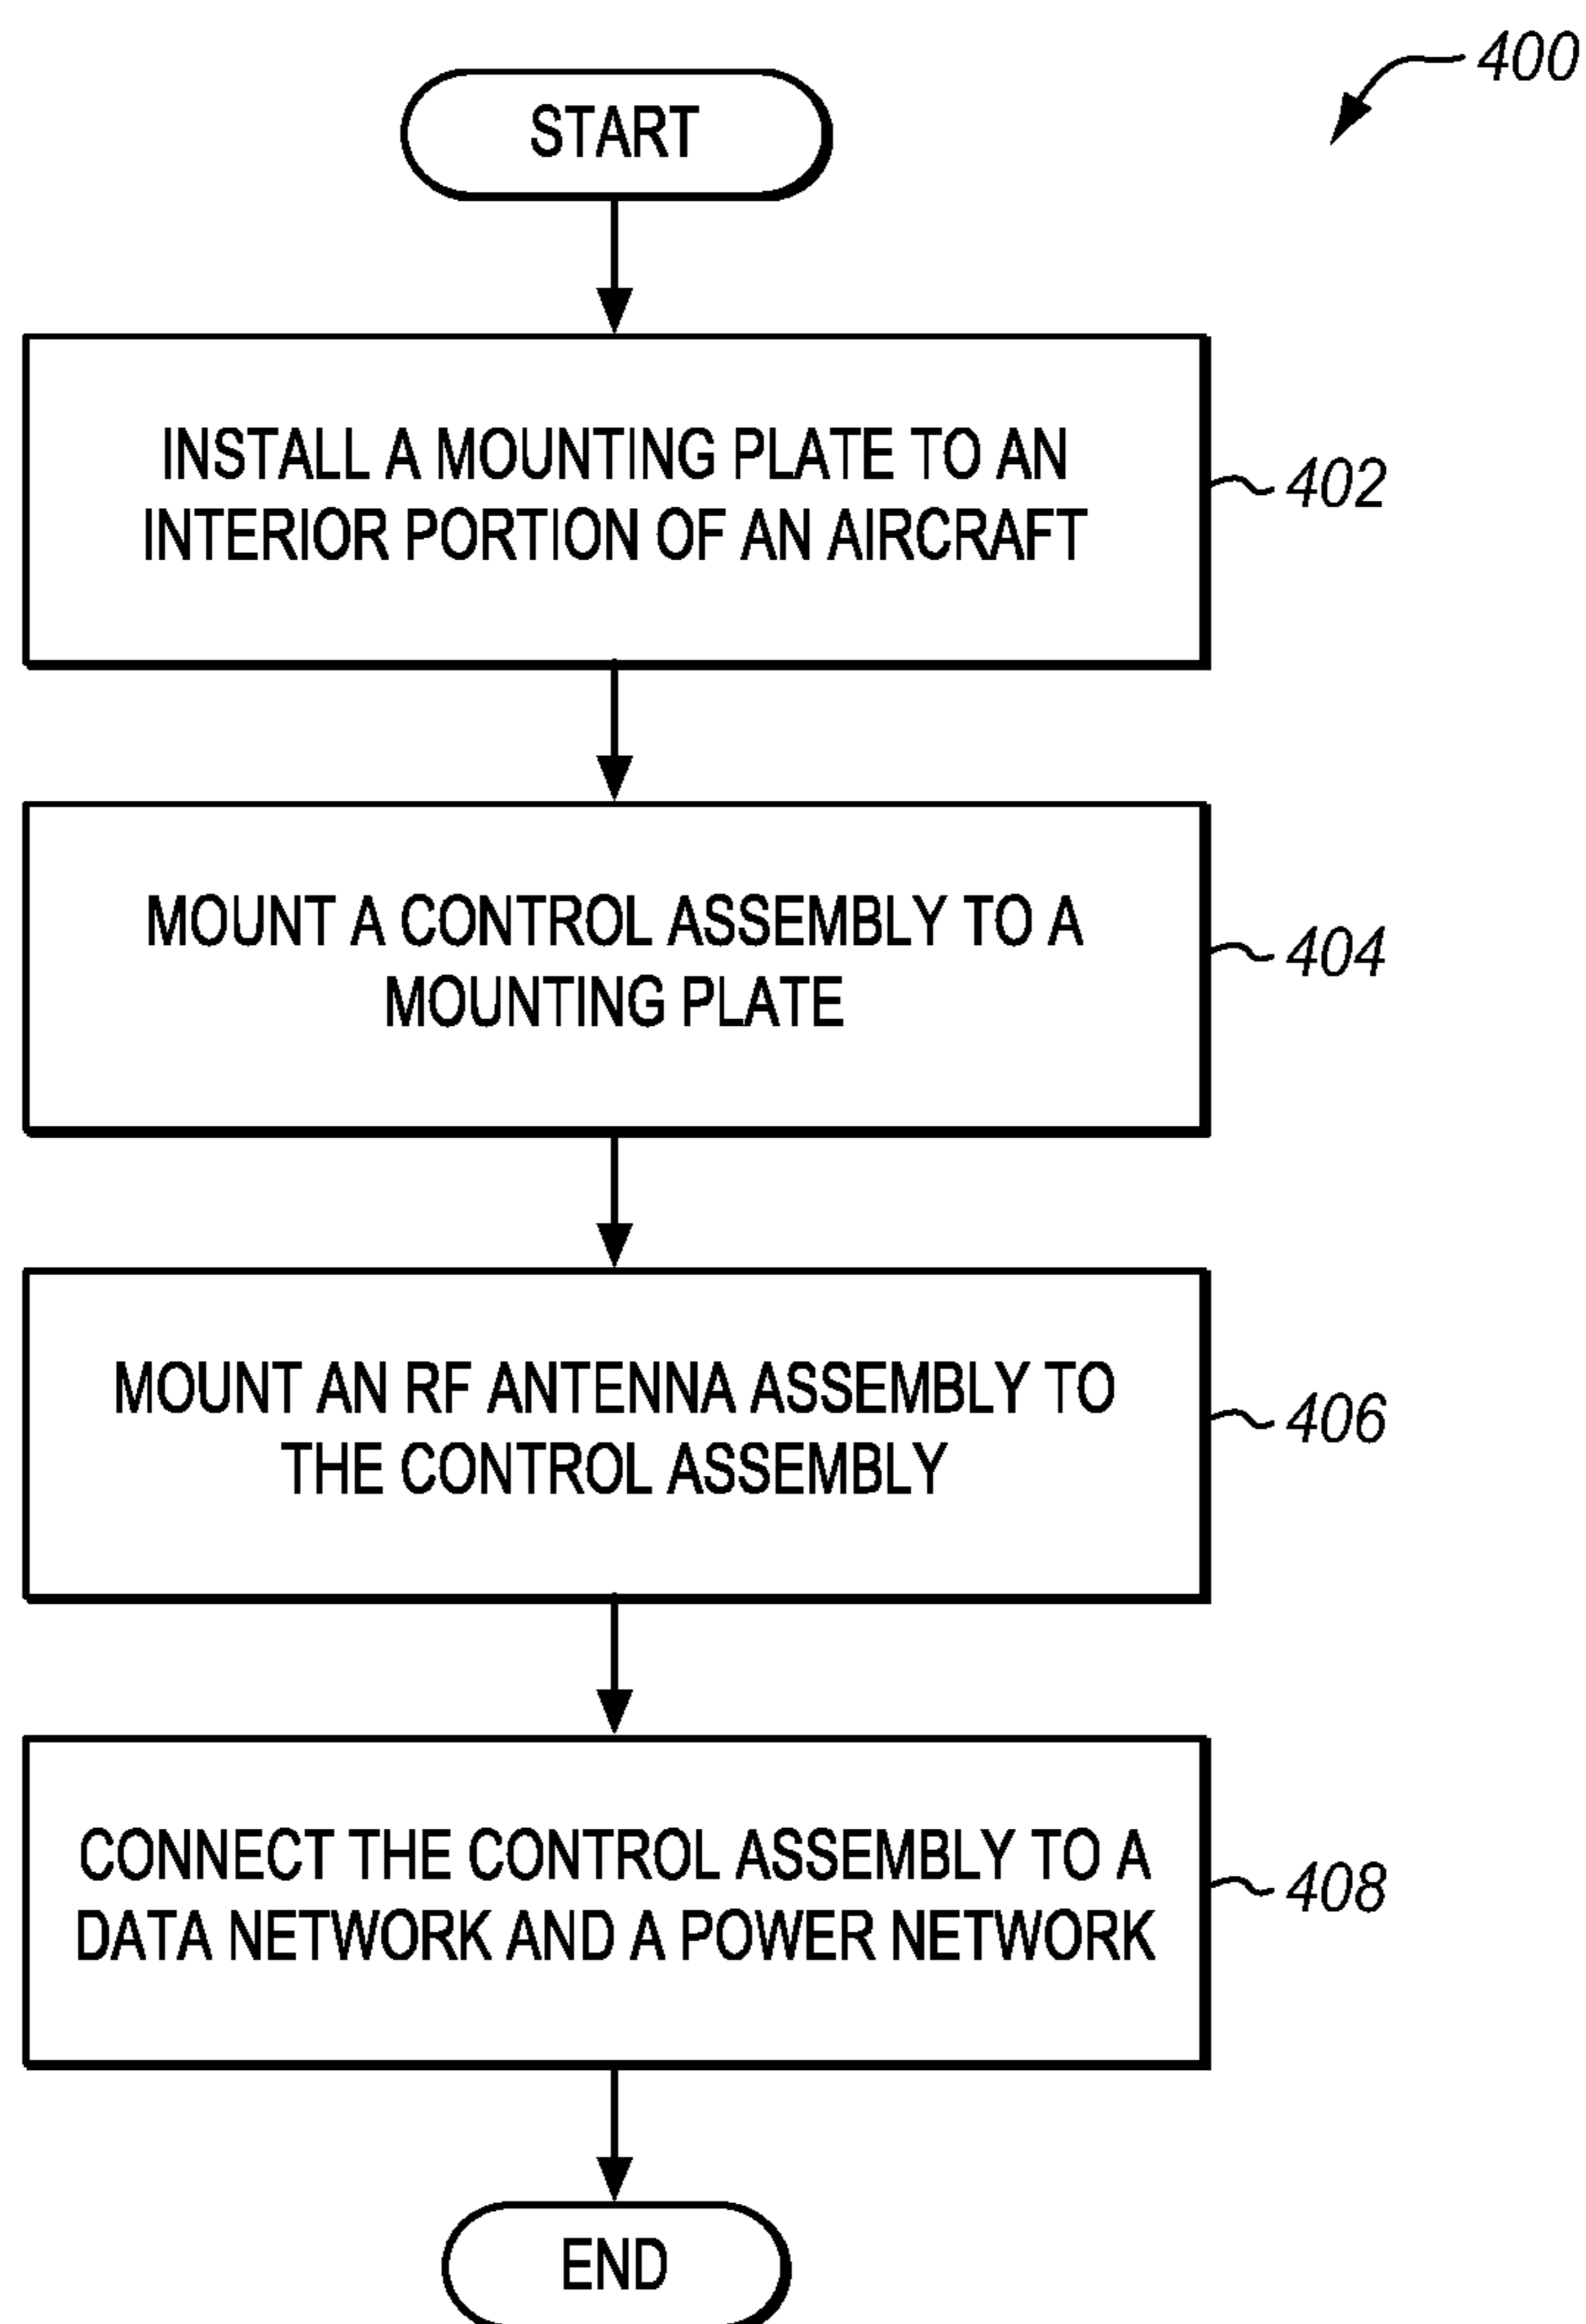 400
START
INSTALL A MOUNTING PLATE TO AN
INTERIOR PORTION OF AN AIRCRAFT
402
MOUNT A CONTROL ASSEMBLY TO A
MOUNTING PLATE
404
MOUNT AN RF ANTENNA ASSEMBLY TO
THE CONTROL ASSEMBLY
406
CONNECT THE CONTROL ASSEMBLY TO A
DATA NETWORK AND A POWER NETWORK
408
END